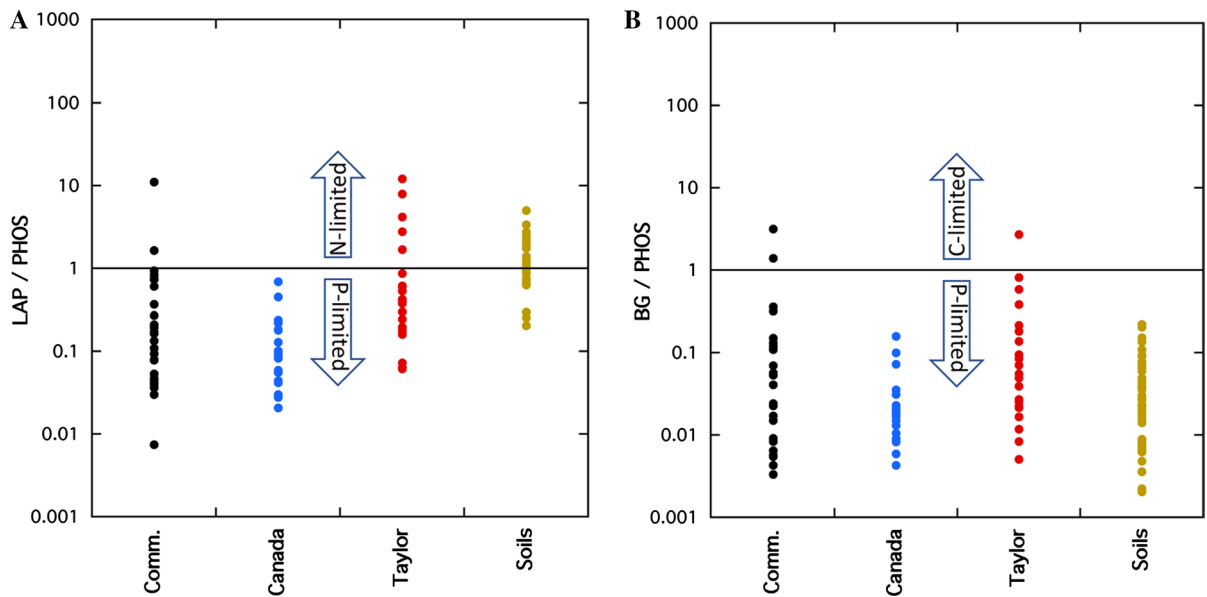 A
1000
100
10
1
0.1
0.01
0.001
LAP / PHOS
N-limited
P-limited
Comm.
Canada
Taylor
Soils
B
1000
100
10
1
0.1
0.01
0.001
BG / PHOS
C-limited
P-limited
Comm.
Canada
Taylor
Soils